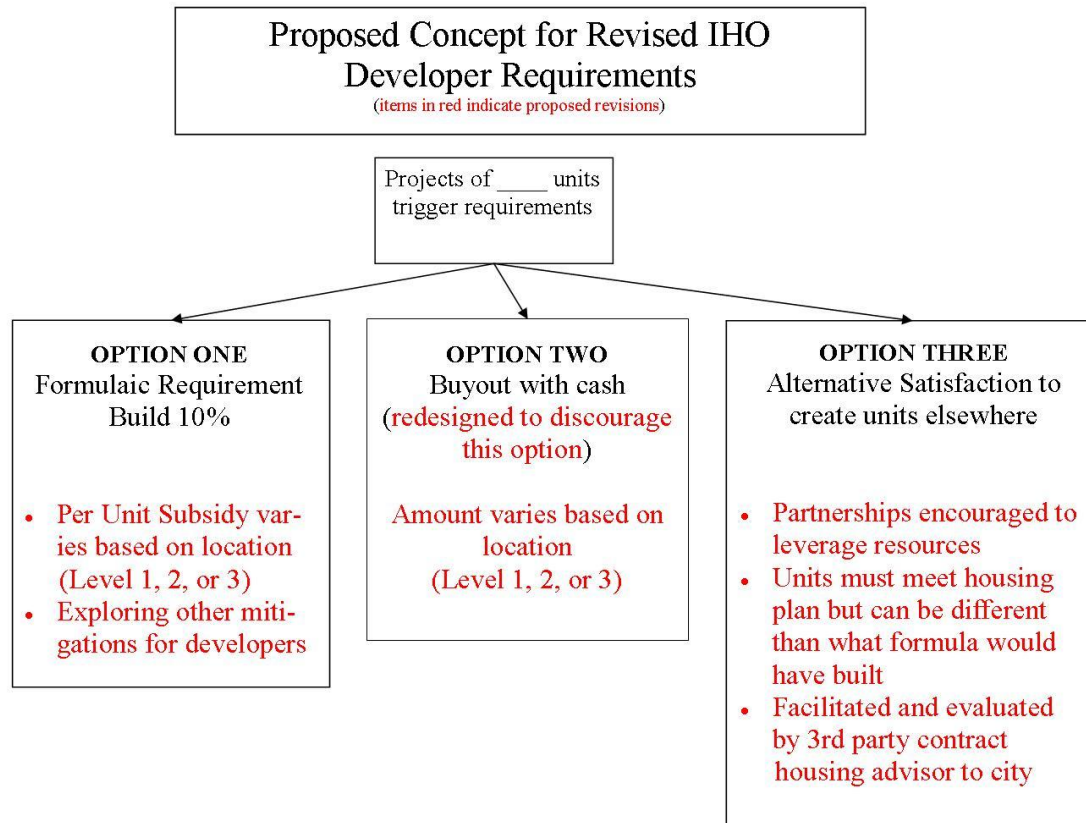 Proposed Concept for Revised IHO
Developer Requirements
(items in red indicate proposed revisions)
Projects of ____ units
trigger requirements
OPTION ONE
Formulaic Requirement
Build 10%
• Per Unit Subsidy var-
ies based on location
(Level 1, 2, or 3)
• Exploring other miti-
gations for developers
OPTION TWO
Buyout with cash
(redesigned to discourage
this option)
Amount varies based on
location
(Level 1, 2, or 3)
OPTION THREE
Alternative Satisfaction to
create units elsewhere
• Partnerships encouraged to
leverage resources
• Units must meet housing
plan but can be different
than what formula would
have built
• Facilitated and evaluated
by 3rd party contract
housing advisor to city